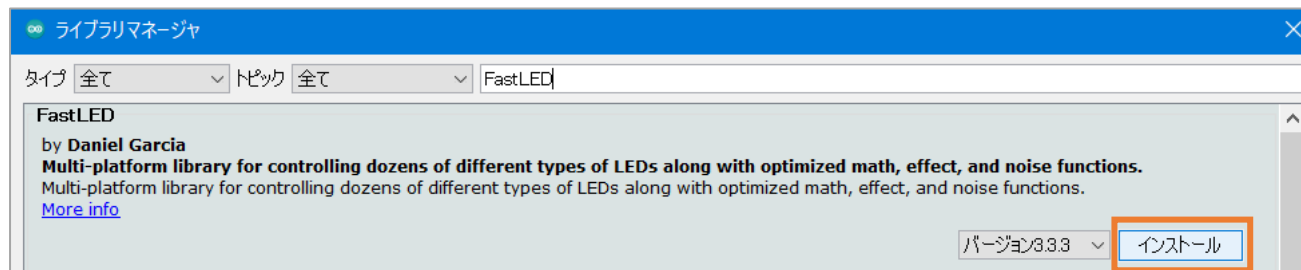 ライブラリマネージャ
タイプ 全て トピック 全て FastLED
FastLED
by Daniel Garcia
Multi-platform library for controlling dozens of different types of LEDs along with optimized math, effect, and noise functions.
Multi-platform library for controlling dozens of different types of LEDs along with optimized math, effect, and noise functions.
More info
バージョン3.3.3 インストール